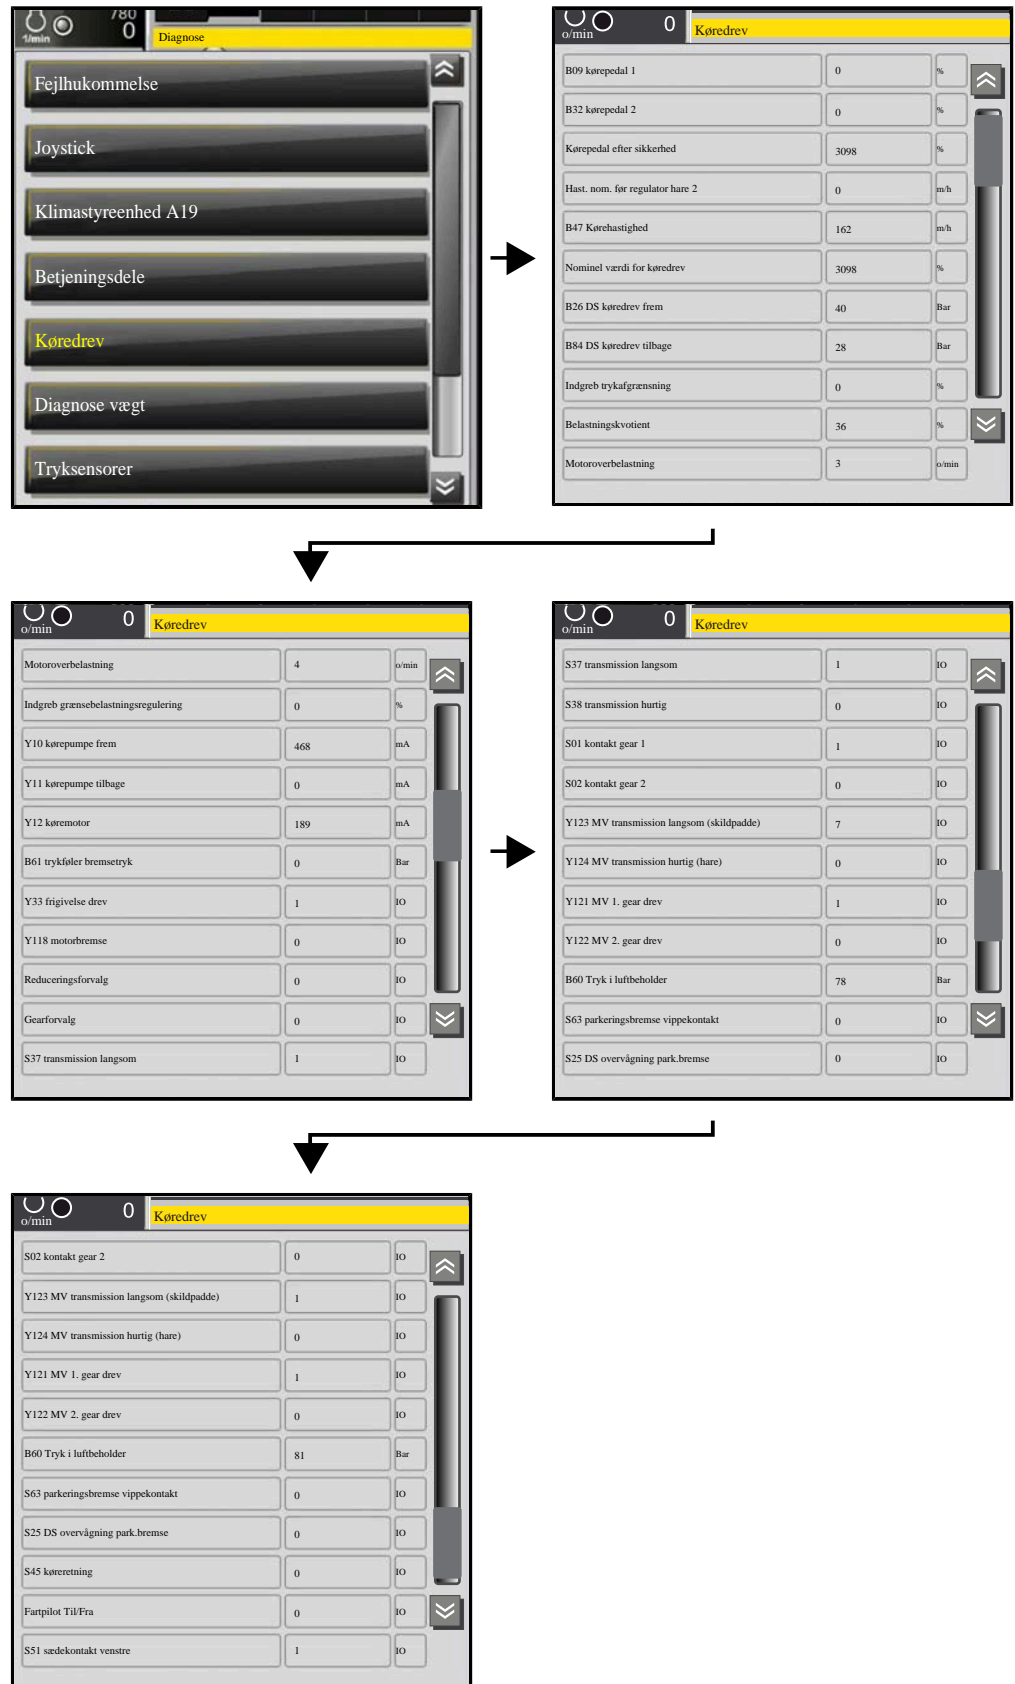 780
1/min 0 Diagnose
Fejlhukommelse
Joystick
Klimastyreenhed A19
Betjeningsdele
Køredrev
Diagnose vægt
Tryksensorer
o/min 0 Køredrev
B09 kørepedal 1 0 %
B32 kørepedal 2 0 %
Kørepedal efter sikkerhed 3098 %
Hast. nom. før regulator hare 2 0 m/h
B47 Kørehastighed 162 m/h
Nominel værdi for køredrev 3098 %
B26 DS køredrev frem 40 Bar
B84 DS køredrev tilbage 28 Bar
Indgreb trykafgrænsning 0 %
Belastningskvotient 36 %
Motoroverbelastning 3 o/min
o/min 0 Køredrev
Motoroverbelastning 4 o/min
Indgreb grænsebelastningsregulering 0 %
Y10 kørepumpe frem 468 mA
Y11 kørepumpe tilbage 0 mA
Y12 køremotor 189 mA
B61 trykføler bremsetryk 0 Bar
Y33 frigivelse drev 1 IO
Y118 motorbremse 0 IO
Reduceringsforvalg 0 IO
Gearforvalg 0 IO
S37 transmission langsom 1 IO
o/min 0 Køredrev
S37 transmission langsom 1 IO
S38 transmission hurtig 0 IO
S01 kontakt gear 1 1 IO
S02 kontakt gear 2 0 IO
Y123 MV transmission langsom (skildpadde) 7 IO
Y124 MV transmission hurtig (hare) 0 IO
Y121 MV 1. gear drev 1 IO
Y122 MV 2. gear drev 0 IO
B60 Tryk i luftbeholder 78 Bar
S63 parkeringsbremse vippekontakt 0 IO
S25 DS overvågning park.bremse 0 IO
o/min 0 Køredrev
S02 kontakt gear 2 0 IO
Y123 MV transmission langsom (skildpadde) 1 IO
Y124 MV transmission hurtig (hare) 0 IO
Y121 MV 1. gear drev 1 IO
Y122 MV 2. gear drev 0 IO
B60 Tryk i luftbeholder 81 Bar
S63 parkeringsbremse vippekontakt 0 IO
S25 DS overvågning park.bremse 0 IO
S45 køreretning 0 IO
Fartpilot Til/Fra 0 IO
S51 sædekontakt venstre 1 IO